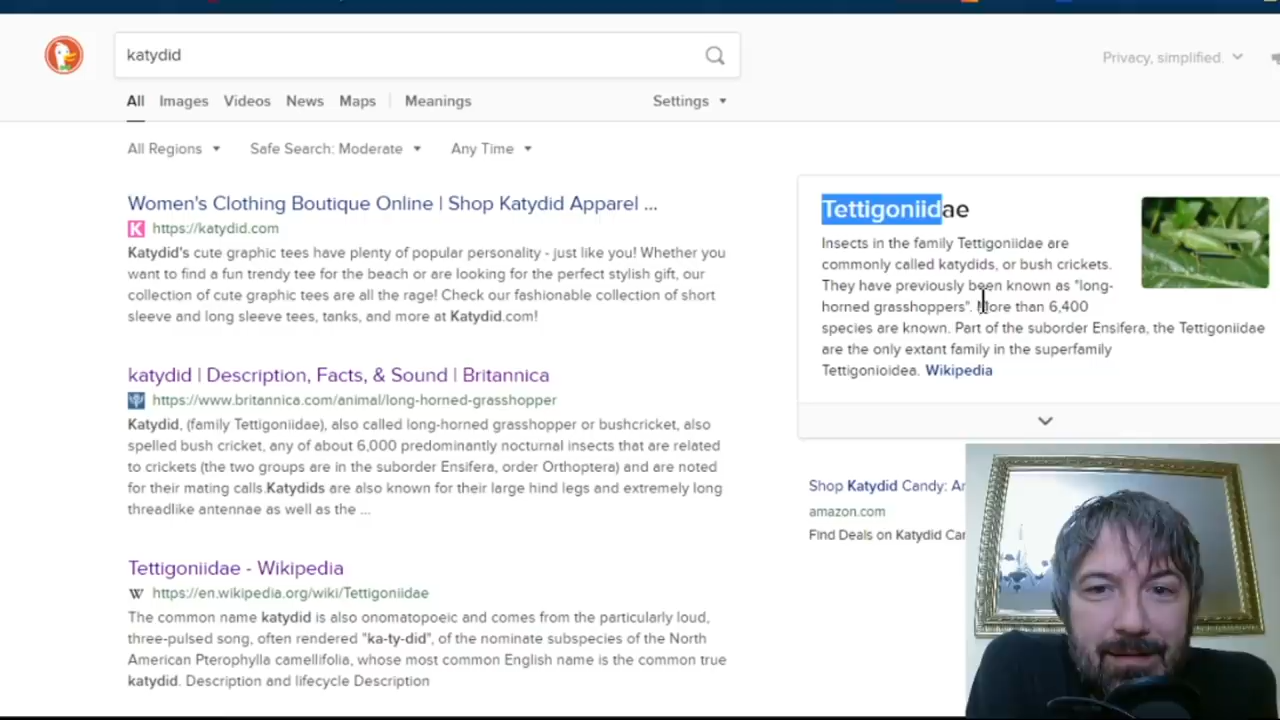 katydid
Privacy, simplified.
All Images Videos News Maps Meanings Settings
All Regions Safe Search: Moderate Any Time
Women's Clothing Boutique Online | Shop Katydid Apparel ...
K https://katydid.com
Katydid's cute graphic tees have plenty of popular personality - just like you! Whether you
want to find a fun trendy tee for the beach or are looking for the perfect stylish gift, our
collection of cute graphic tees are all the rage! Check our fashionable collection of short
sleeve and long sleeve tees, tanks, and more at Katydid.com!
katydid | Description, Facts, & Sound | Britannica
https://www.britannica.com/animal/long-horned-grasshopper
Katydid, (family Tettigoniidae), also called long-horned grasshopper or bushcricket, also
spelled bush cricket, any of about 6,000 predominantly nocturnal insects that are related
to crickets (the two groups are in the suborder Ensifera, order Orthoptera) and are noted
for their mating calls.Katydids are also known for their large hind legs and extremely long
threadlike antennae as well as the ...
Tettigoniidae - Wikipedia
W https://en.wikipedia.org/wiki/Tettigoniidae
The common name katydid is also onomatopoeic and comes from the particularly loud,
three-pulsed song, often rendered "ka-ty-did", of the nominate subspecies of the North
American Pterophylla camellifolia, whose most common English name is the common true
katydid. Description and lifecycle Description
Tettigoniidae
Insects in the family Tettigoniidae are
commonly called katydids, or bush crickets.
They have previously been known as "long-
horned grasshoppers". More than 6,400
species are known. Part of the suborder Ensifera, the Tettigoniidae
are the only extant family in the superfamily
Tettigonioidea. Wikipedia
Shop Katydid Candy: Ar
amazon.com
Find Deals on Katydid Car